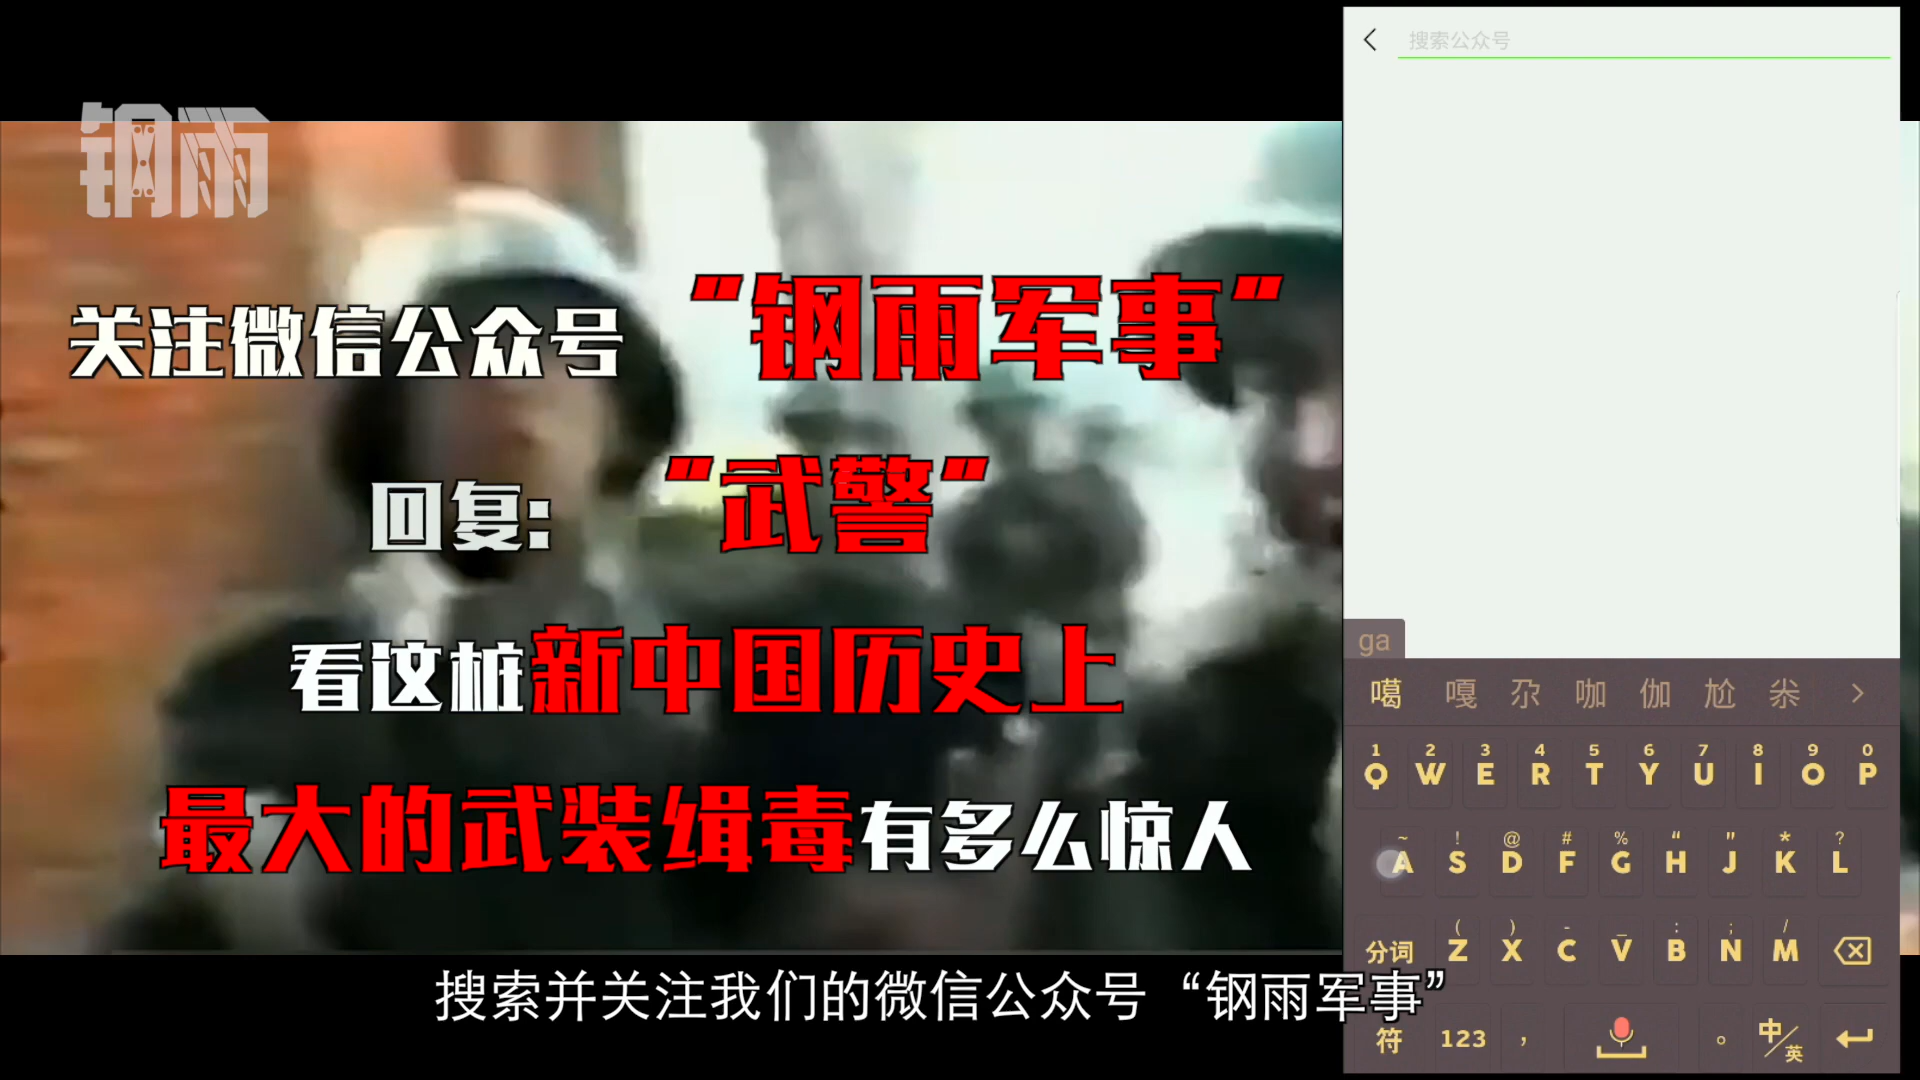 钢雨
关注微信公众号 "钢雨军事"
回复: "武警"
看这桩新中国历史上
最大的武装缉毒有多么惊人
搜索并关注我们的微信公众号“钢雨军事”
搜索公众号
ga
噶 嘎 尕 咖 伽 尬 尜
1 2 3 4 5 6 7 8 9 0
Q W E R T Y U I O P
~ ! @ # % “ " * ?
A S D F G H J K L
( ) - _ : ; /
分词 Z X C V B N M
符 123 , 。 中/英